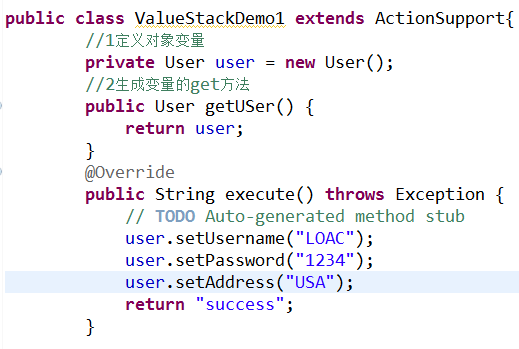 public class ValueStackDemo1 extends ActionSupport{
//1定义对象变量
private User user = new User();
//2生成变量的get方法
public User getUSer() {
return user;
}
@Override
public String execute() throws Exception {
// TODO Auto-generated method stub
user.setUsername("LOAC");
user.setPassword("1234");
user.setAddress("USA");
return "success";
}